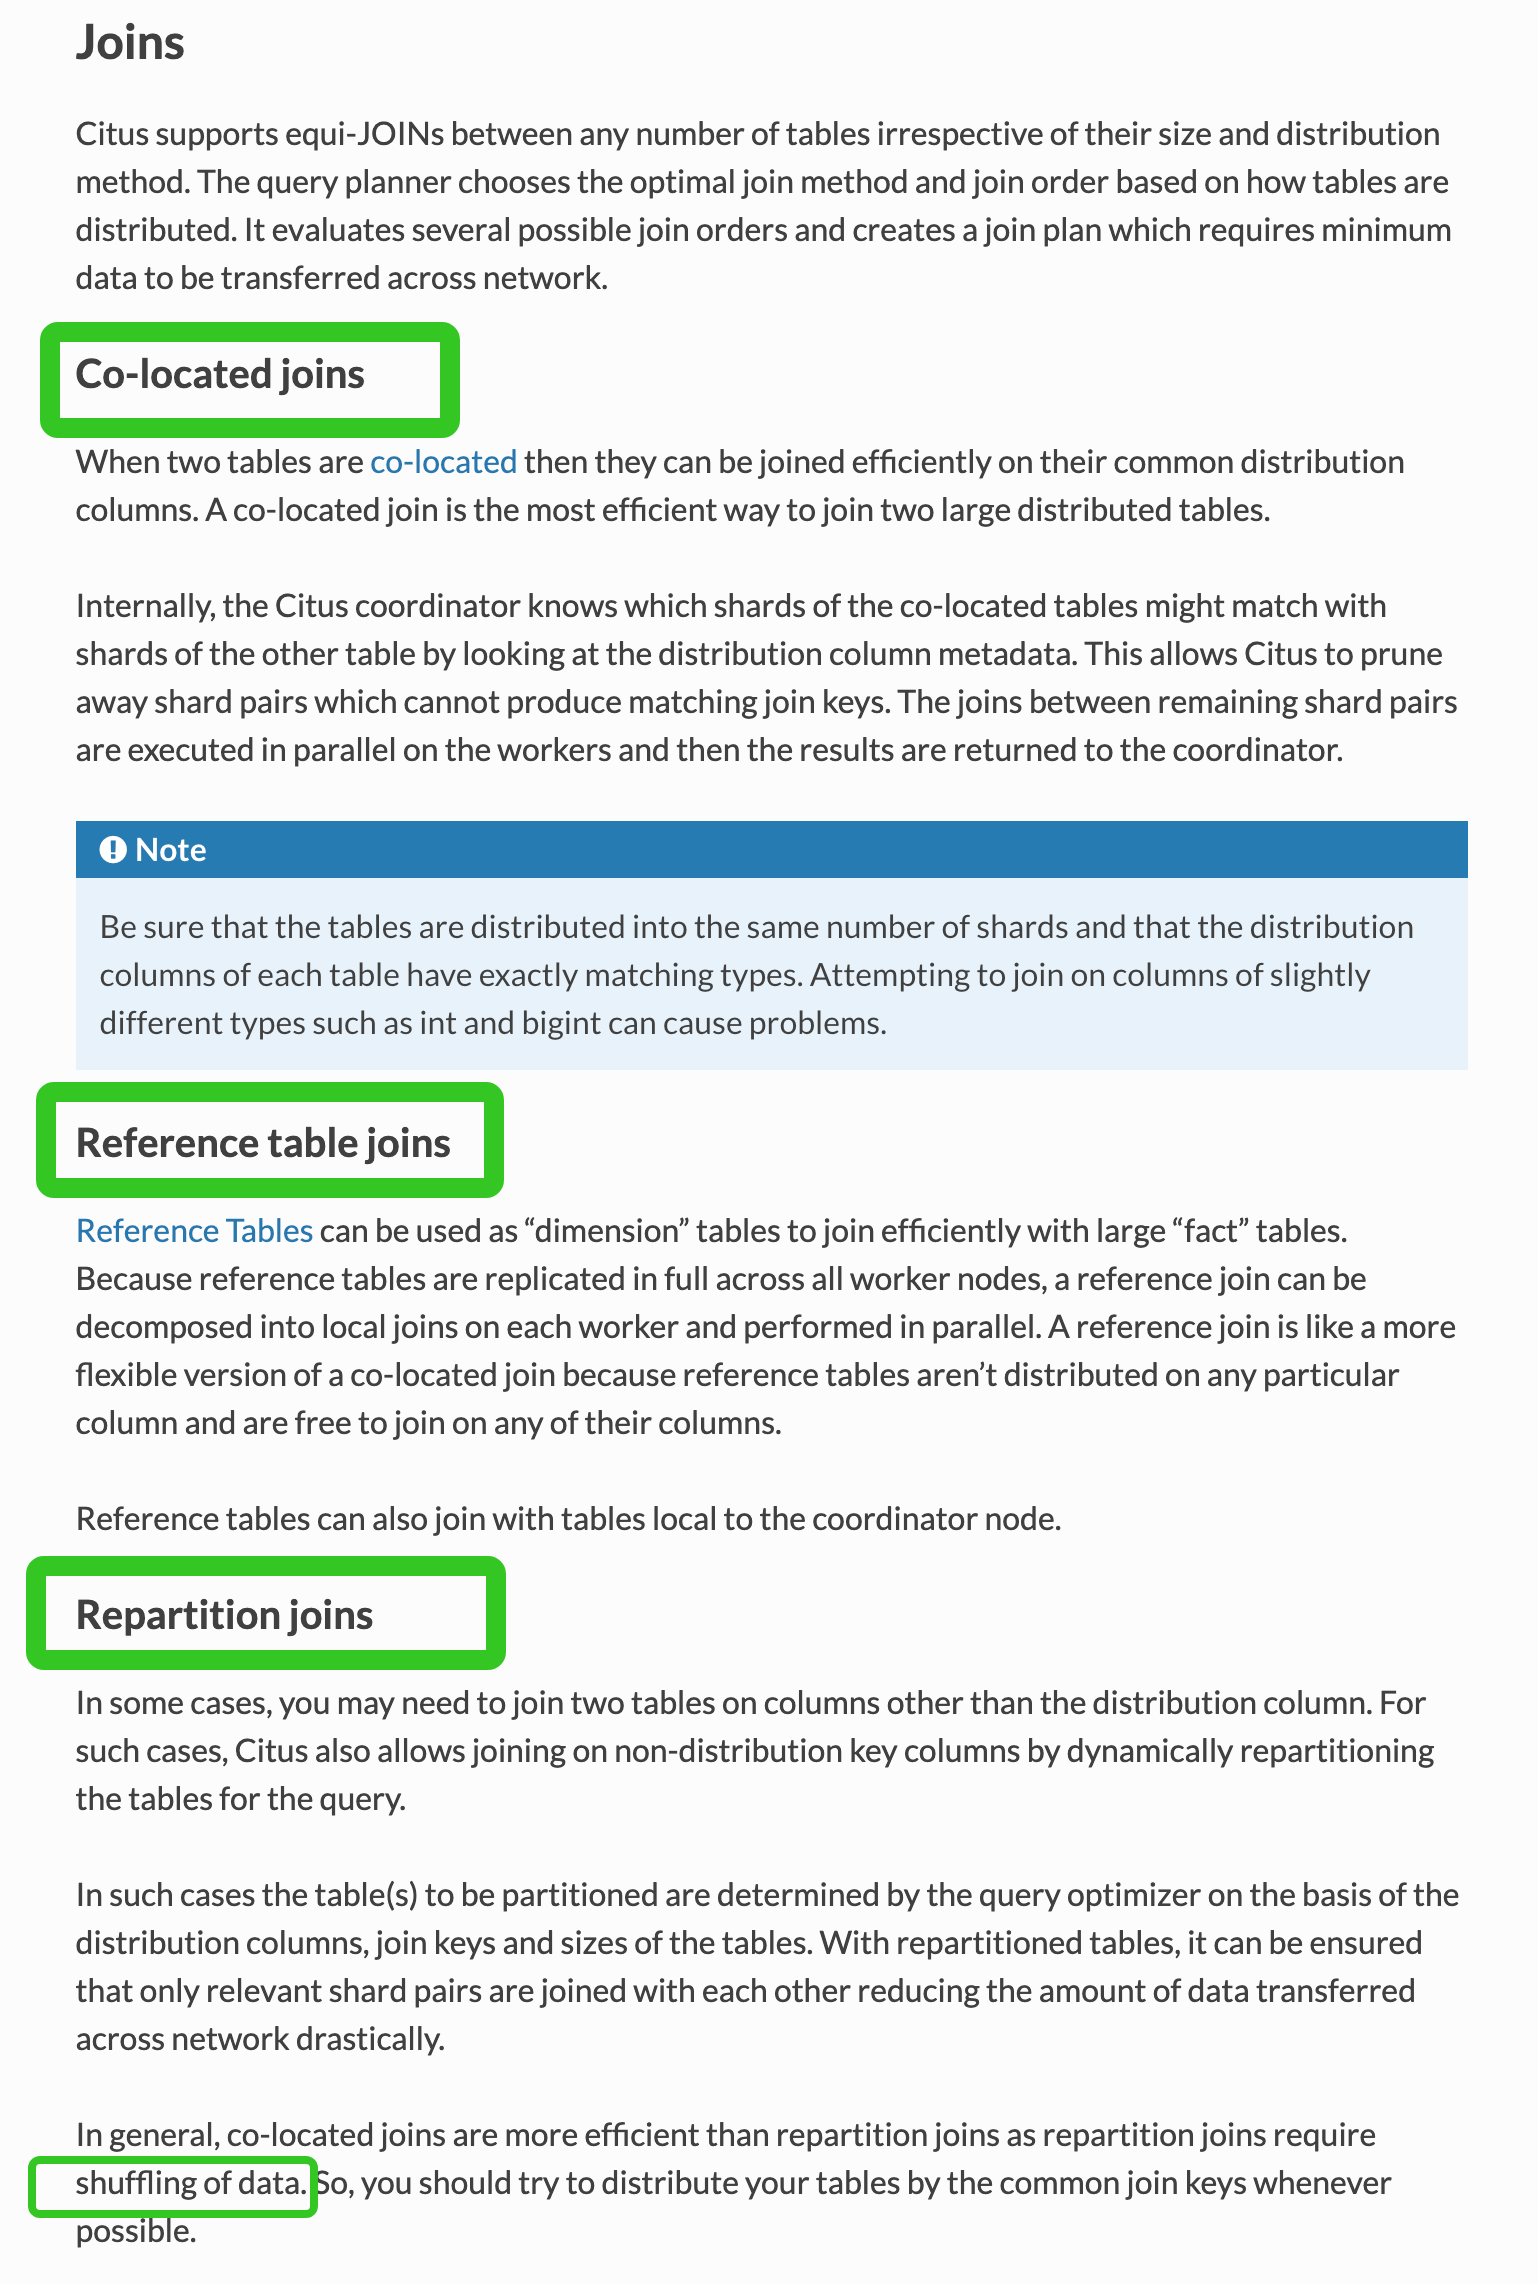 Joins
Citus supports equi-JOINs between any number of tables irrespective of their size and distribution
method. The query planner chooses the optimal join method and join order based on how tables are
distributed. It evaluates several possible join orders and creates a join plan which requires minimum
data to be transferred across network.
Co-located joins
When two tables are co-located then they can be joined efficiently on their common distribution
columns. A co-located join is the most efficient way to join two large distributed tables.
Internally, the Citus coordinator knows which shards of the co-located tables might match with
shards of the other table by looking at the distribution column metadata. This allows Citus to prune
away shard pairs which cannot produce matching join keys. The joins between remaining shard pairs
are executed in parallel on the workers and then the results are returned to the coordinator.
Note
Be sure that the tables are distributed into the same number of shards and that the distribution
columns of each table have exactly matching types. Attempting to join on columns of slightly
different types such as int and bigint can cause problems.
Reference table joins
Reference Tables can be used as “dimension” tables to join efficiently with large “fact” tables.
Because reference tables are replicated in full across all worker nodes, a reference join can be
decomposed into local joins on each worker and performed in parallel. A reference join is like a more
flexible version of a co-located join because reference tables aren’t distributed on any particular
column and are free to join on any of their columns.
Reference tables can also join with tables local to the coordinator node.
Repartition joins
In some cases, you may need to join two tables on columns other than the distribution column. For
such cases, Citus also allows joining on non-distribution key columns by dynamically repartitioning
the tables for the query.
In such cases the table(s) to be partitioned are determined by the query optimizer on the basis of the
distribution columns, join keys and sizes of the tables. With repartitioned tables, it can be ensured
that only relevant shard pairs are joined with each other reducing the amount of data transferred
across network drastically.
In general, co-located joins are more efficient than repartition joins as repartition joins require
shuffling of data. So, you should try to distribute your tables by the common join keys whenever
possible.